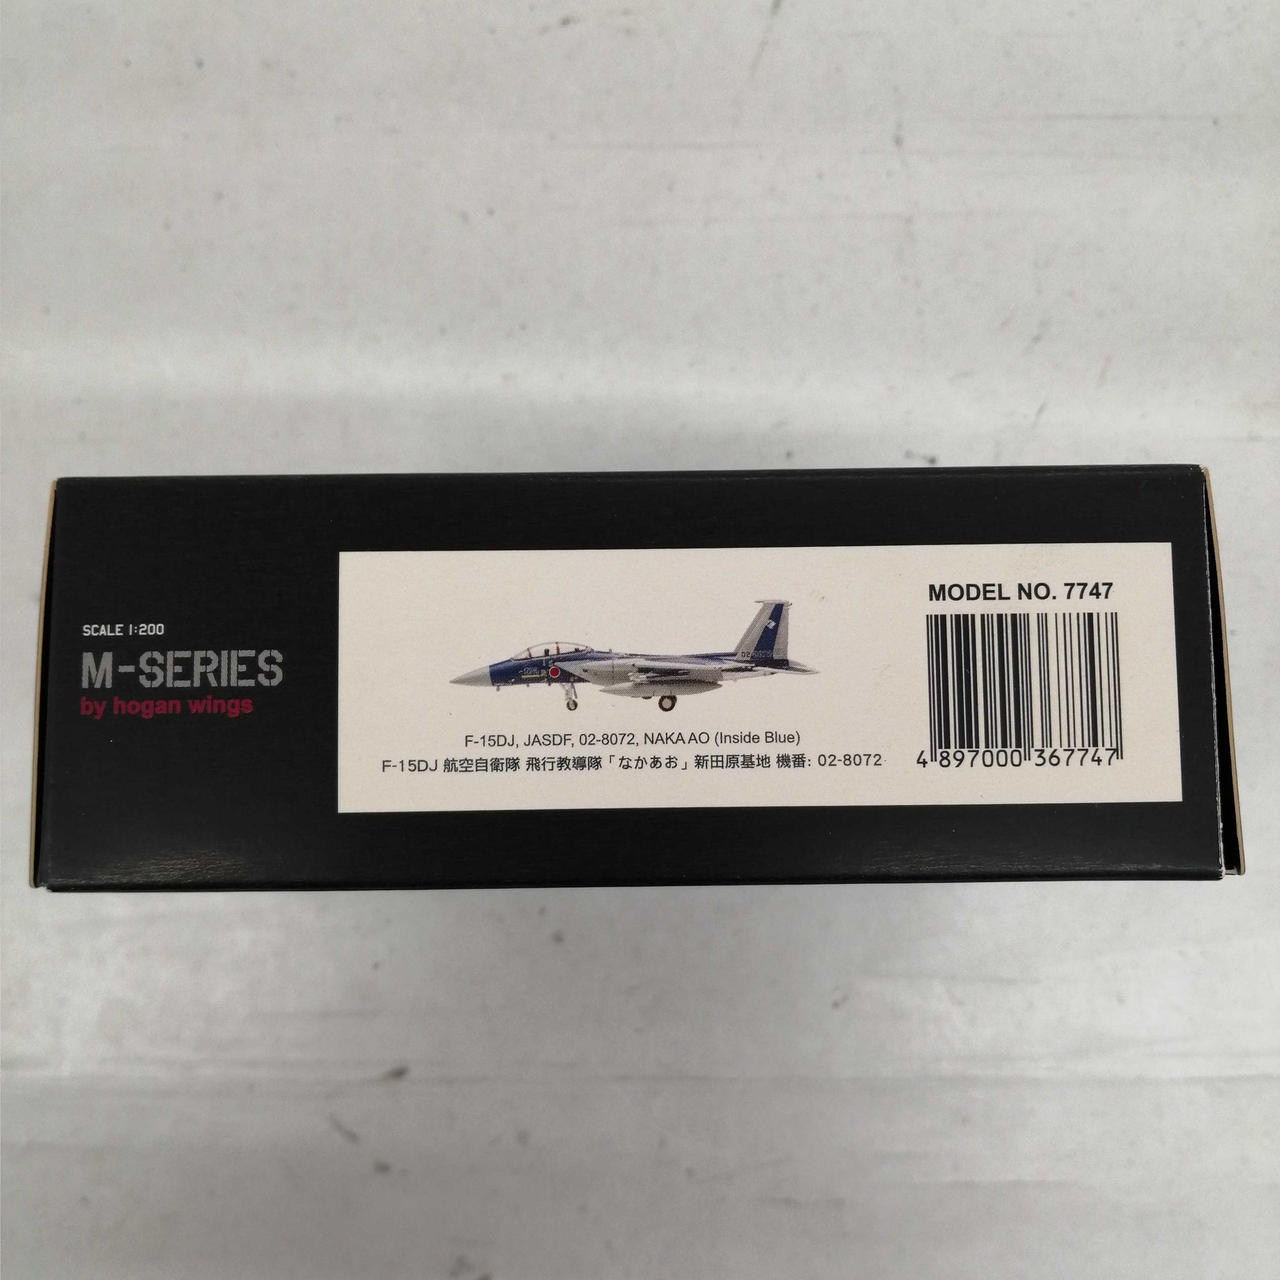 SCALE 1:200
M-SERIES
by hogan wings
MODEL NO. 7747
F-15DJ, JASDF, 02-8072, NAKA AO (Inside Blue)
F-15DJ 航空自衛隊 飛行教導隊「なかあお」新田原基地 機番: 02-8072
4 897000 367747